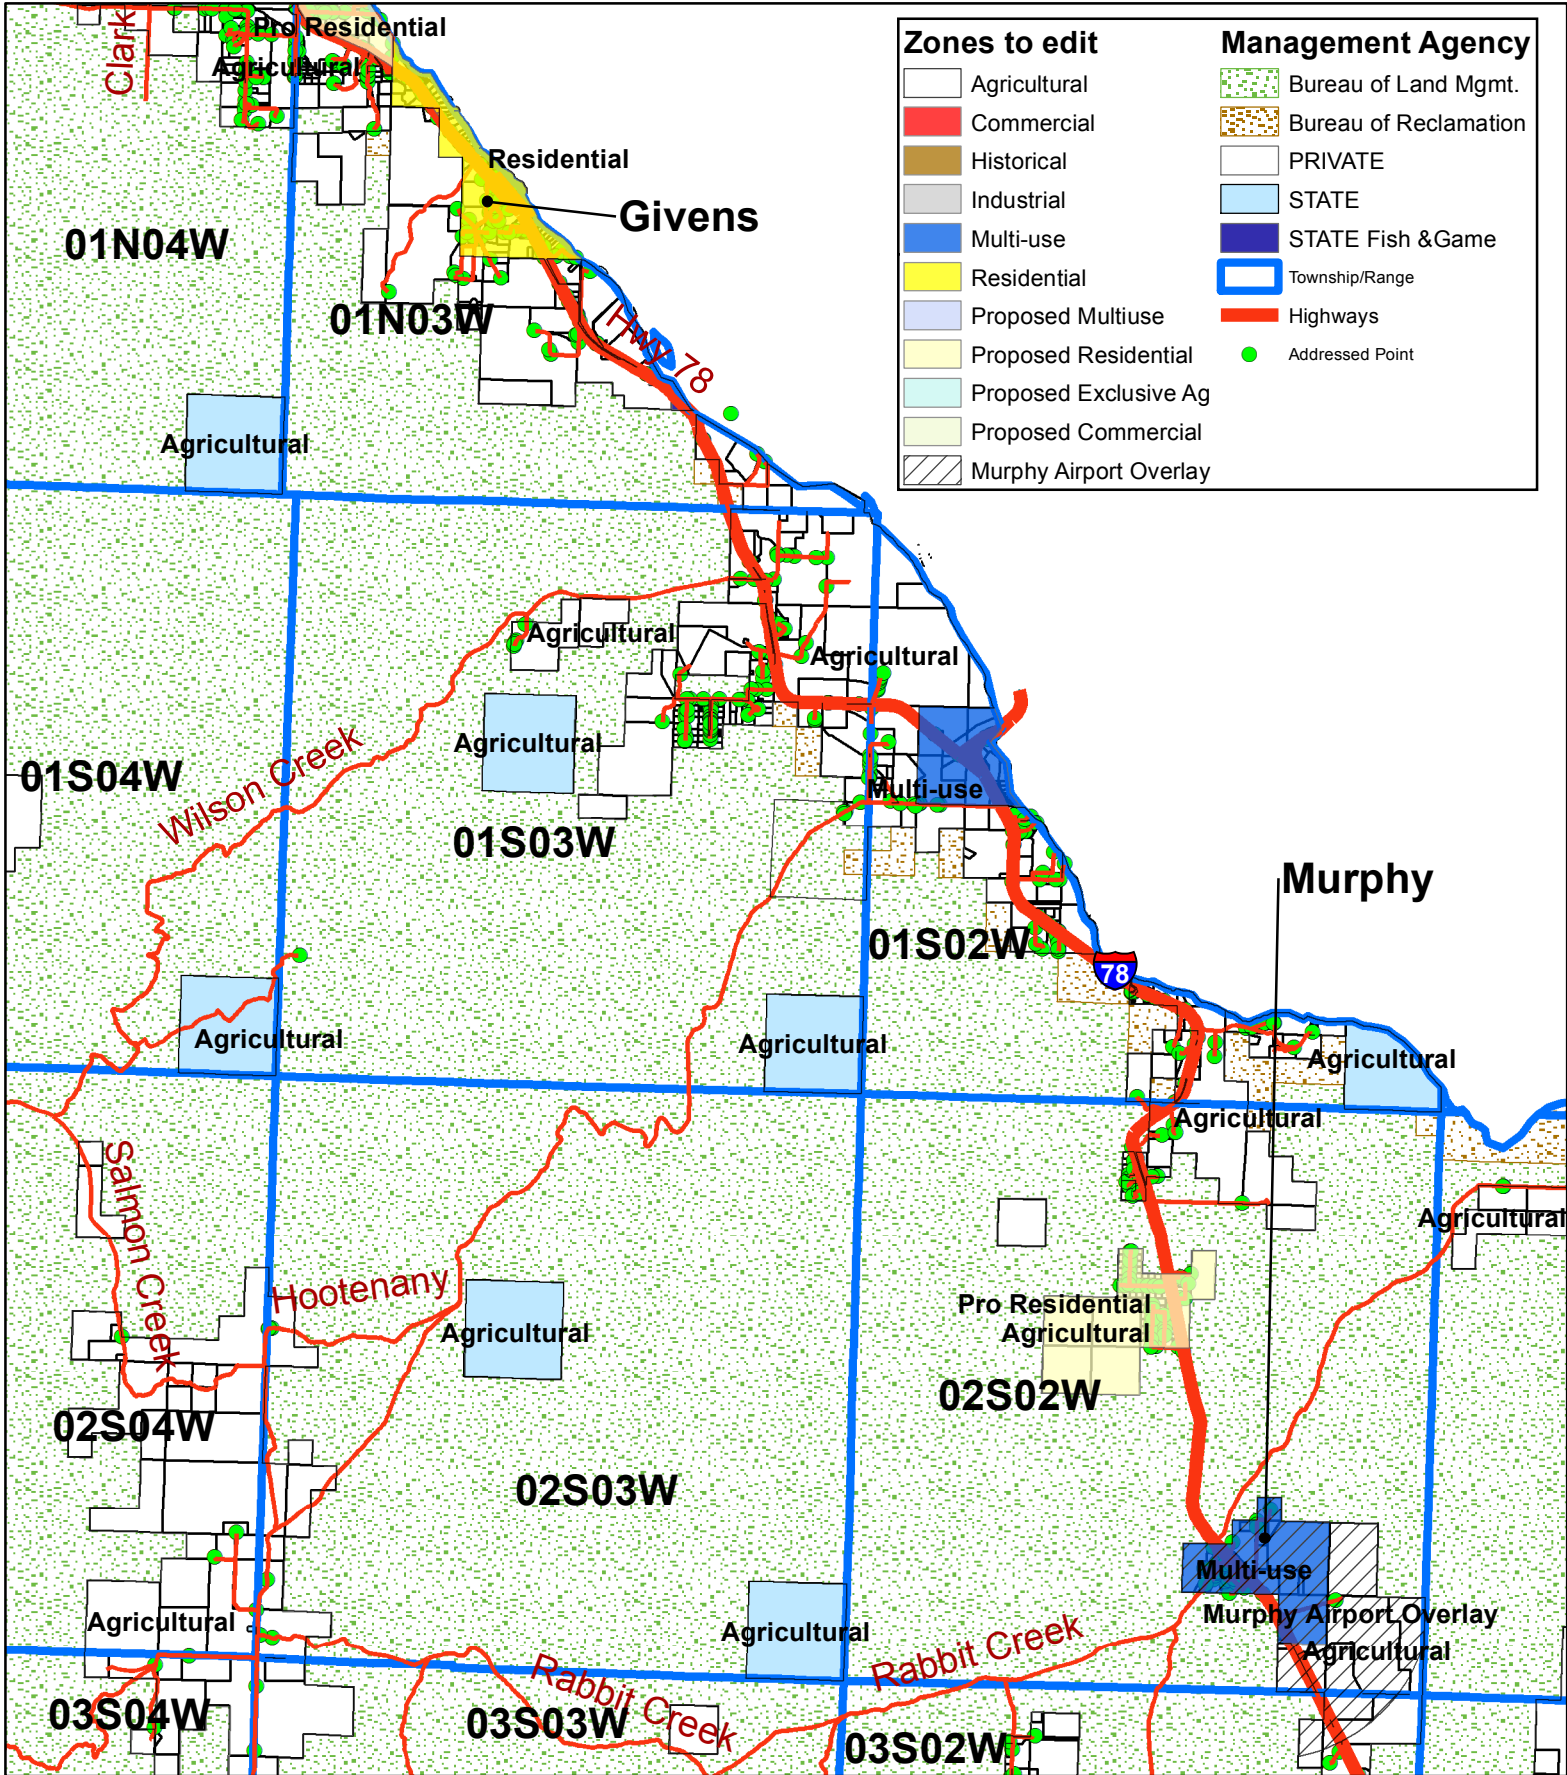 Clark
Pro Residential
Agricultural
Residential
Givens
01N04W
01N03W
Hwy 78
Agricultural
Zones to edit
Agricultural
Commercial
Historical
Industrial
Multi-use
Residential
Proposed Multiuse
Proposed Residential
Proposed Exclusive Ag
Proposed Commercial
Murphy Airport Overlay
Management Agency
Bureau of Land Mgmt.
Bureau of Reclamation
PRIVATE
STATE
STATE Fish &Game
Township/Range
Highways
Addressed Point
Agricultural
Agricultural
Agricultural
01S04W
Wilson Creek
Multi-use
01S03W
Murphy
01S02W
78
Agricultural
Agricultural
Agricultural
Agricultural
Salmon Creek
Agricultural
Hootenany
Pro Residential
Agricultural
Agricultural
02S02W
02S04W
02S03W
Multi-use
Murphy Airport Overlay
Agricultural
Agricultural
Agricultural
Rabbit Creek
Rabbit Creek
03S04W
03S03W
03S02W